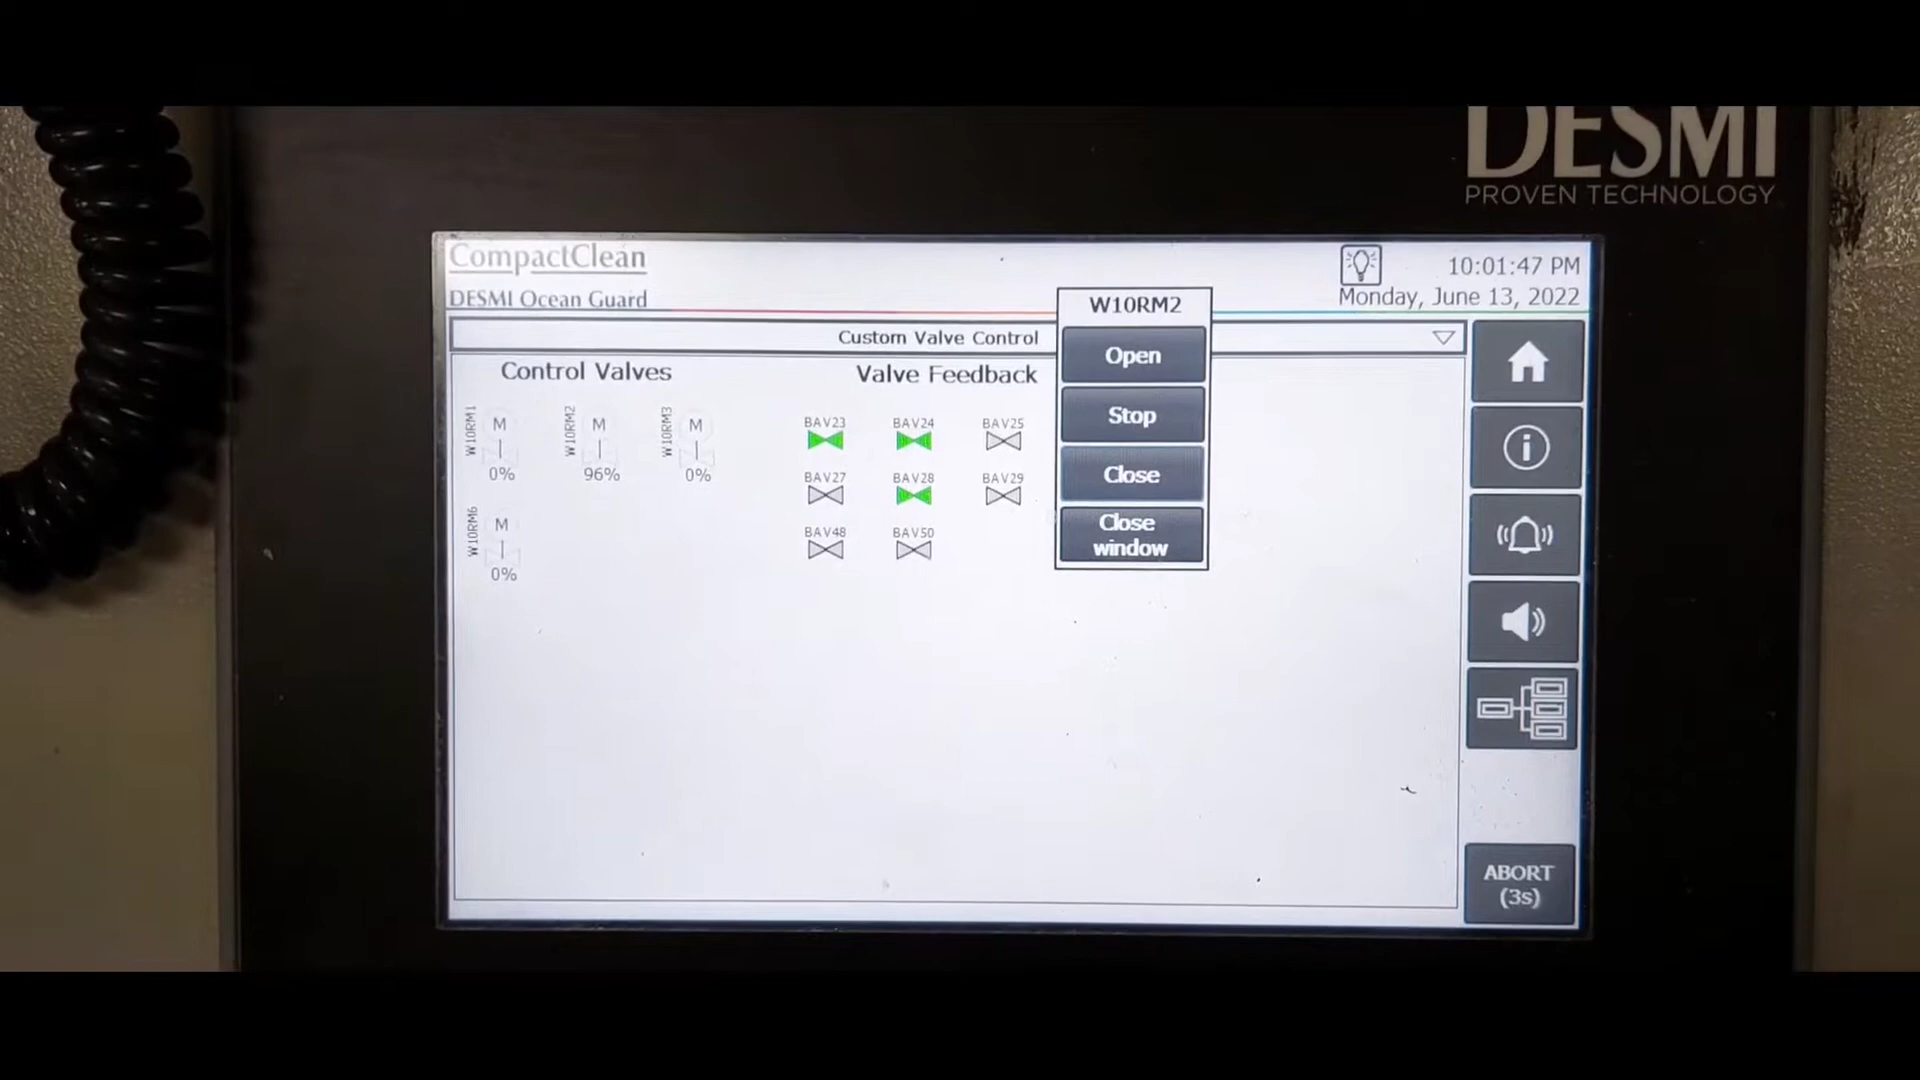 DESMI
PROVEN TECHNOLOGY
CompactClean
DESMI Ocean Guard
10:01:47 PM
Monday, June 13, 2022
Custom Valve Control
W10RM2
Open
Stop
Close
Close
window
Control Valves
Valve Feedback
W10RM1
M
0%
W10RM2
M
96%
W10RM3
M
0%
W10RM6
M
0%
BAV23
BAV24
BAV25
BAV27
BAV28
BAV29
BAV48
BAV50
ABORT
(3s)